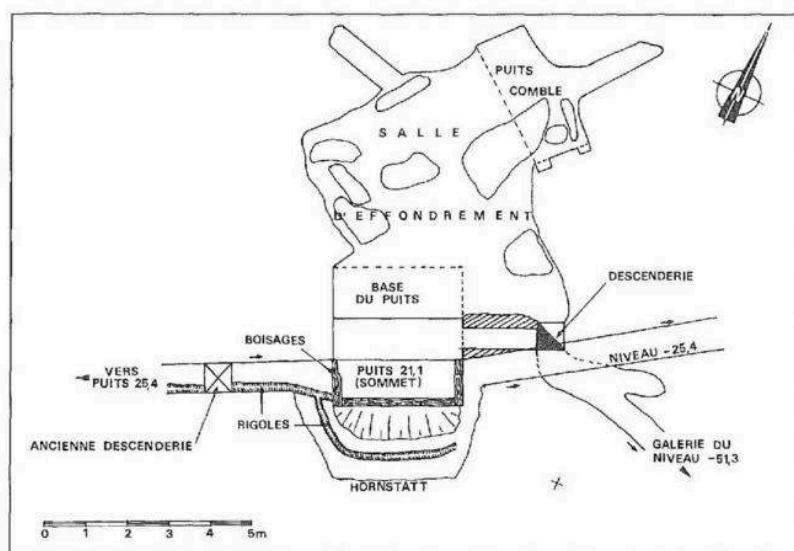 PUITS
COMBLE
N
SALLE
D'EFFONDREMENT
DESCENDERIE
BASE
DU PUITS
BOISAGES
NIVEAU -25,4
VERS
PUITS 25,4
PUITS 21,1
(SOMMET)
RIGOLES
ANCIENNE DESCENDERIE
GALERIE DU
NIVEAU -51,3
HORNSTATT
0 1 2 3 4 5m